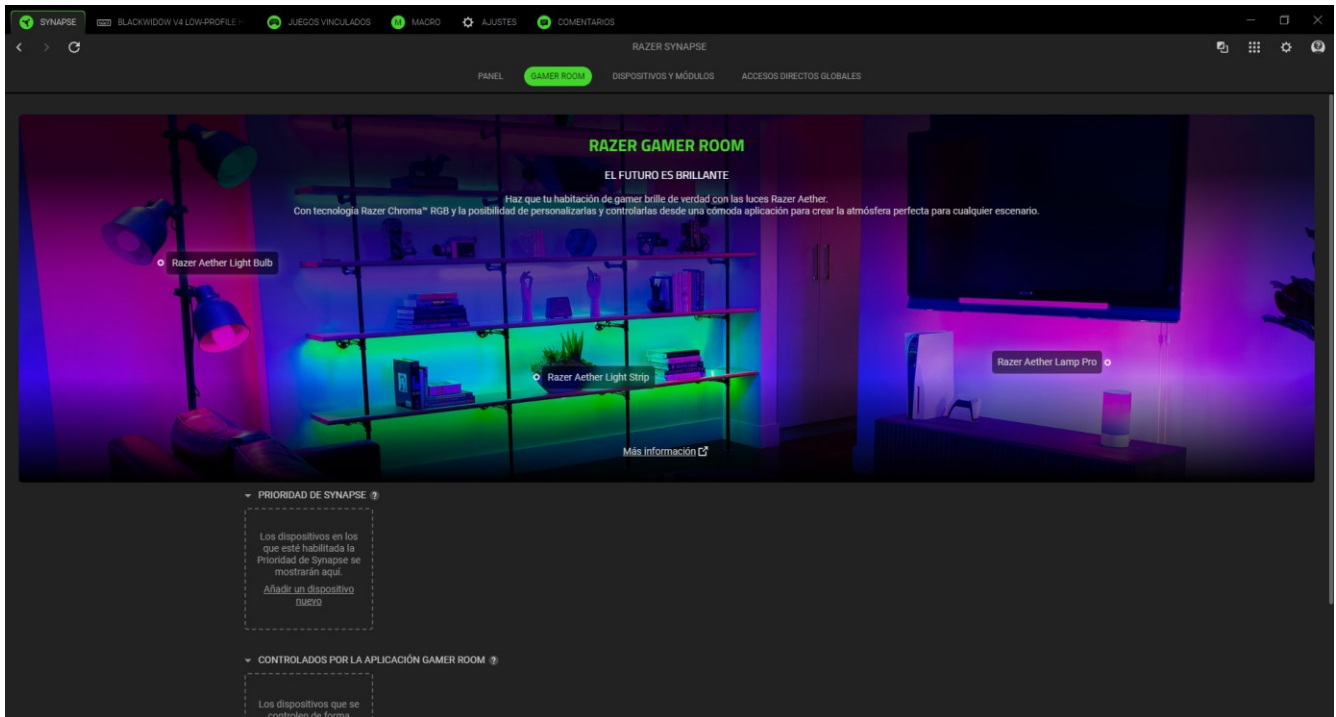 SYNAPSE
BLACKWIDOW V4 LOW-PROFILE
JUEGOS VINCULADOS
M
MACRO
AJUSTES
COMENTARIOS
RAZER SYNAPSE
PANEL
GAMER ROOM
DISPOSITIVOS Y MÓDULOS
ACCESOS DIRECTOS GLOBALES
RAZER GAMER ROOM
EL FUTURO ES BRILLANTE
Haz que tu habitación de gamer brille de verdad con las luces Razer Aether.
Con tecnología Razer Chroma™ RGB y la posibilidad de personalizarlas y controlarlas desde una cómoda aplicación para crear la atmósfera perfecta para cualquier escenario.
Razer Aether Light Bulb
Razer Aether Light Strip
Razer Aether Lamp Pro
Más información
PRIORIDAD DE SYNAPSE ?
Los dispositivos en los
que esté habilitada la
Prioridad de Synapse se
mostrarán aquí.
Añadir un dispositivo
nuevo
CONTROLADOS POR LA APLICACIÓN GAMER ROOM ?
Los dispositivos que se
controlen de forma